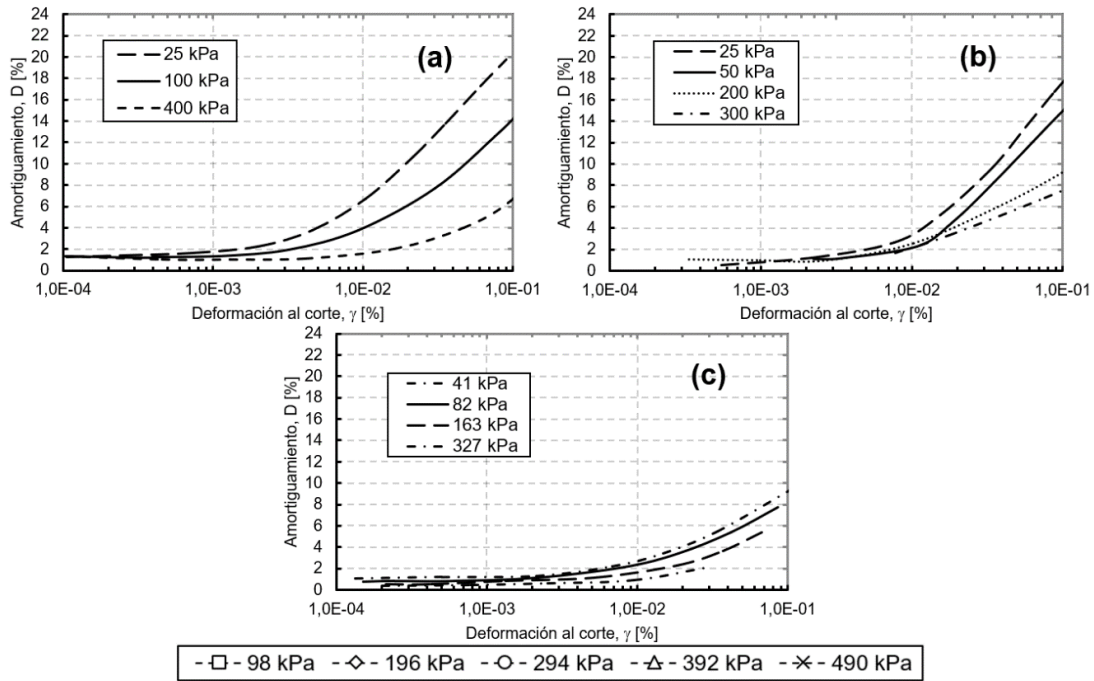 (a)
Amortiguamiento, D [%]
24
22
20
18
16
14
12
10
8
6
4
2
0
25 kPa
100 kPa
400 kPa
1,0E-04 1,0E-03 1,0E-02 1,0E-01
Deformación al corte, γ [%]
(b)
Amortiguamiento, D [%]
24
22
20
18
16
14
12
10
8
6
4
2
0
25 kPa
50 kPa
200 kPa
300 kPa
1,0E-04 1,0E-03 1,0E-02 1,0E-01
Deformación al corte, γ [%]
(c)
Amortiguamiento, D [%]
24
22
20
18
16
14
12
10
8
6
4
2
0
41 kPa
82 kPa
163 kPa
327 kPa
1,0E-04 1,0E-03 1,0E-02 1,0E-01
Deformación al corte, γ [%]
98 kPa 196 kPa 294 kPa 392 kPa 490 kPa